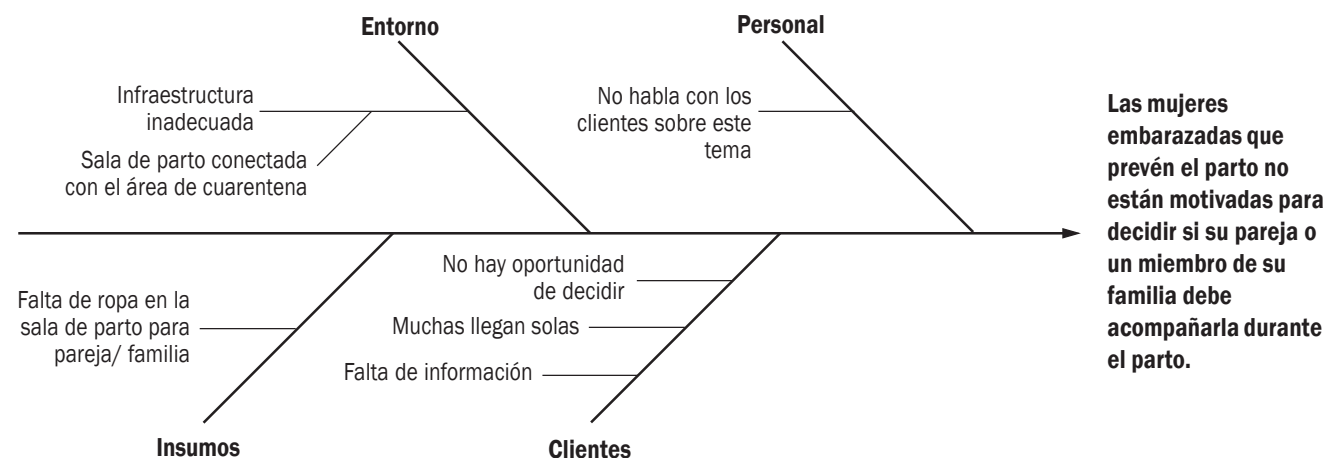 Entorno
Personal
Infraestructura
inadecuada
Sala de parto conectada
con el área de cuarentena
No habla con los
clientes sobre este
tema
Las mujeres
embarazadas que
prevén el parto no
están motivadas para
decidir si su pareja o
un miembro de su
familia debe
acompañarla durante
el parto.
Falta de ropa en la
sala de parto para
pareja/ familia
No hay oportunidad
de decidir
Muchas llegan solas
Falta de información
Insumos
Clientes